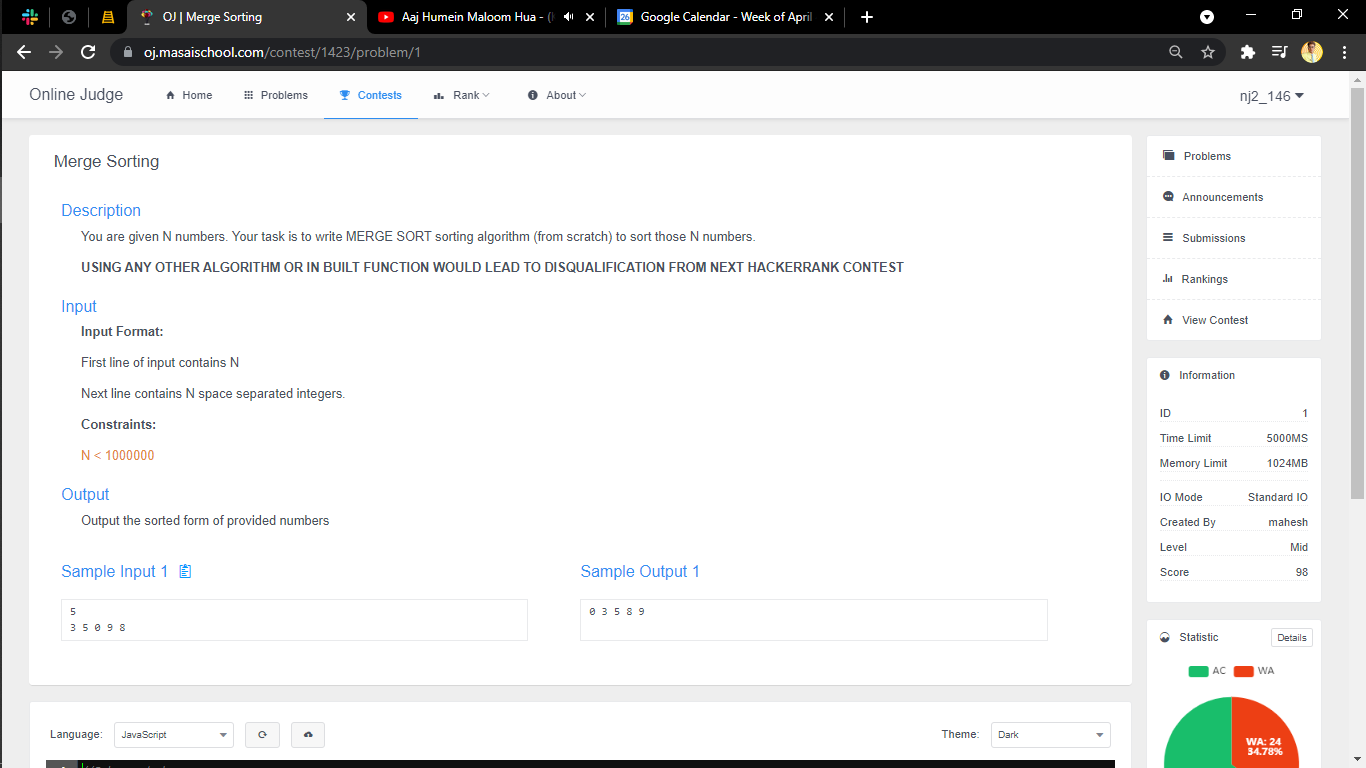 OJ | Merge Sorting
Aaj Humein Maloom Hua - (
26 Google Calendar - Week of April
oj.masaischool.com/contest/1423/problem/1
Online Judge Home Problems Contests Rank About nj2_146
Merge Sorting
Description
You are given N numbers. Your task is to write MERGE SORT sorting algorithm (from scratch) to sort those N numbers.
USING ANY OTHER ALGORITHM OR IN BUILT FUNCTION WOULD LEAD TO DISQUALIFICATION FROM NEXT HACKERRANK CONTEST
Input
Input Format:
First line of input contains N
Next line contains N space separated integers.
Constraints:
N < 1000000
Output
Output the sorted form of provided numbers
Sample Input 1
5
3 5 0 9 8
Sample Output 1
0 3 5 8 9
Language: JavaScript
Theme: Dark
Problems
Announcements
Submissions
Rankings
View Contest
Information
ID 1
Time Limit 5000MS
Memory Limit 1024MB
IO Mode Standard IO
Created By mahesh
Level Mid
Score 98
Statistic Details
AC WA
WA: 24
34.78%